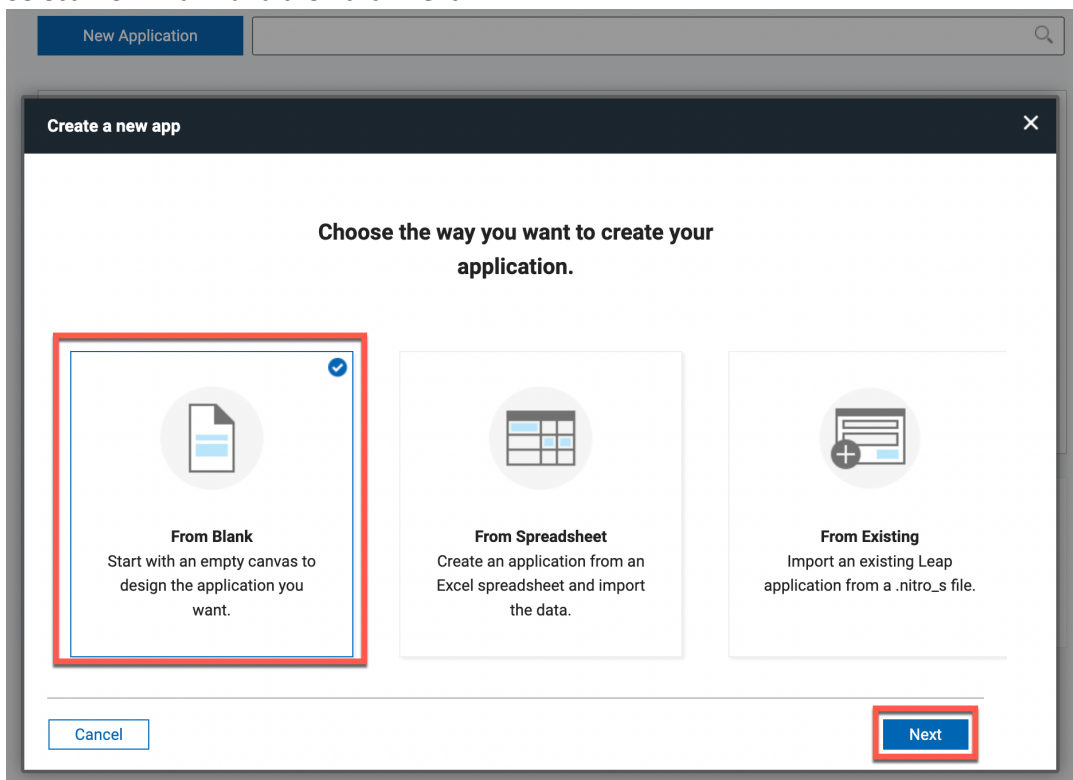 New Application
Create a new app
Choose the way you want to create your
application.
From Blank
Start with an empty canvas to
design the application you
want.
From Spreadsheet
Create an application from an
Excel spreadsheet and import
the data.
From Existing
Import an existing Leap
application from a .nitro_s file.
Cancel
Next